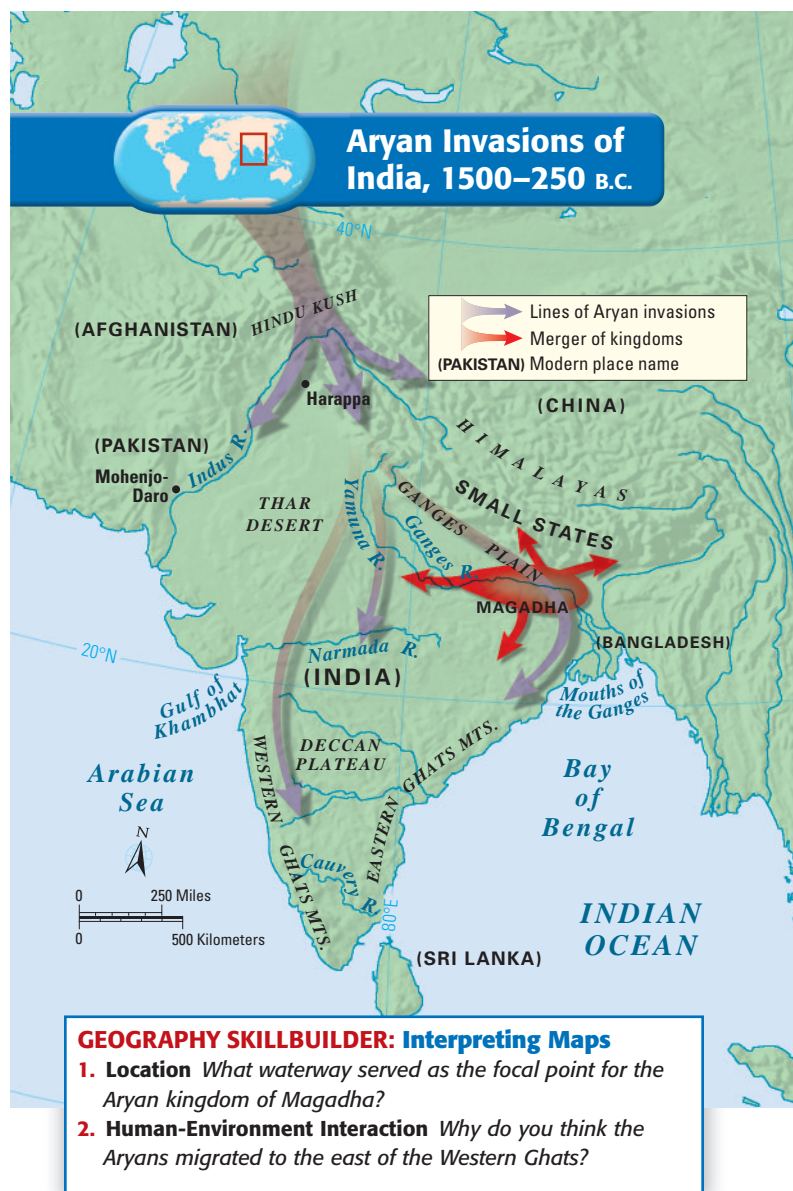 Aryan Invasions of
India, 1500–250 B.C.
40°N
HINDU KUSH
(AFGHANISTAN)
Lines of Aryan invasions
Merger of kingdoms
(PAKISTAN) Modern place name
Harappa
(CHINA)
HIMALAYAS
(PAKISTAN)
Indus R.
Mohenjo-
Daro
THAR
DESERT
Yamuna R.
GANGES PLAIN
Ganges R.
SMALL STATES
MAGADHA
(BANGLADESH)
20°N
Narmada R.
(INDIA)
Gulf of
Khambhat
Mouths of
the Ganges
DECCAN
PLATEAU
WESTERN GHATS MTS.
EASTERN GHATS MTS.
Arabian
Sea
Bay
of
Bengal
N
Cauvery R.
80°E
0 250 Miles
0 500 Kilometers
INDIAN
OCEAN
(SRI LANKA)
GEOGRAPHY SKILLBUILDER: Interpreting Maps
1. Location What waterway served as the focal point for the
Aryan kingdom of Magadha?
2. Human-Environment Interaction Why do you think the
Aryans migrated to the east of the Western Ghats?